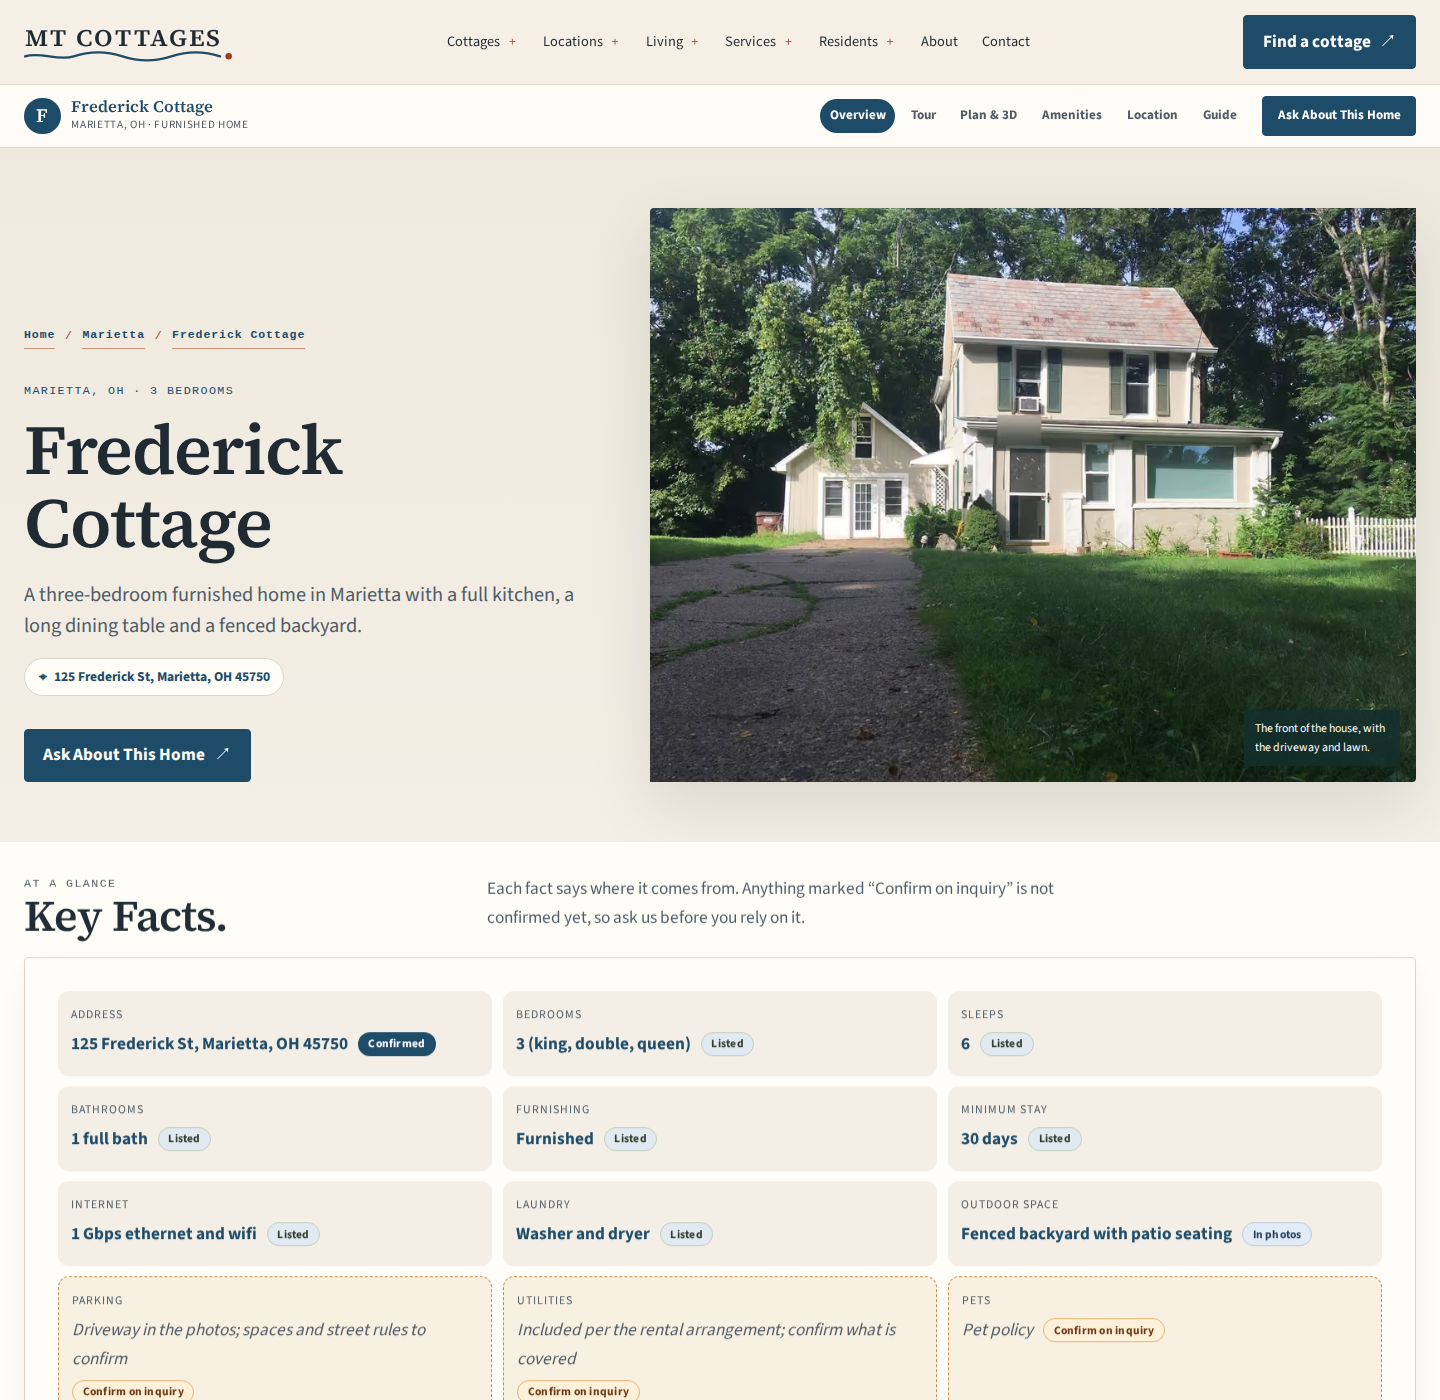 MT COTTAGES
Cottages +
Locations +
Living +
Services +
Residents +
About
Contact
Find a cottage ↗
F
Frederick Cottage
MARIETTA, OH · FURNISHED HOME
Overview
Tour
Plan & 3D
Amenities
Location
Guide
Ask About This Home
Home / Marietta / Frederick Cottage
MARIETTA, OH · 3 BEDROOMS
Frederick
Cottage
A three-bedroom furnished home in Marietta with a full kitchen, a
long dining table and a fenced backyard.
125 Frederick St, Marietta, OH 45750
Ask About This Home ↗
The front of the house, with
the driveway and lawn.
AT A GLANCE
Key Facts.
Each fact says where it comes from. Anything marked “Confirm on inquiry” is not
confirmed yet, so ask us before you rely on it.
ADDRESS
125 Frederick St, Marietta, OH 45750 Confirmed
BEDROOMS
3 (king, double, queen) Listed
SLEEPS
6 Listed
BATHROOMS
1 full bath Listed
FURNISHING
Furnished Listed
MINIMUM STAY
30 days Listed
INTERNET
1 Gbps ethernet and wifi Listed
LAUNDRY
Washer and dryer Listed
OUTDOOR SPACE
Fenced backyard with patio seating In photos
PARKING
Driveway in the photos; spaces and street rules to
confirm
Confirm on inquiry
UTILITIES
Included per the rental arrangement; confirm what is
covered
Confirm on inquiry
PETS
Pet policy Confirm on inquiry